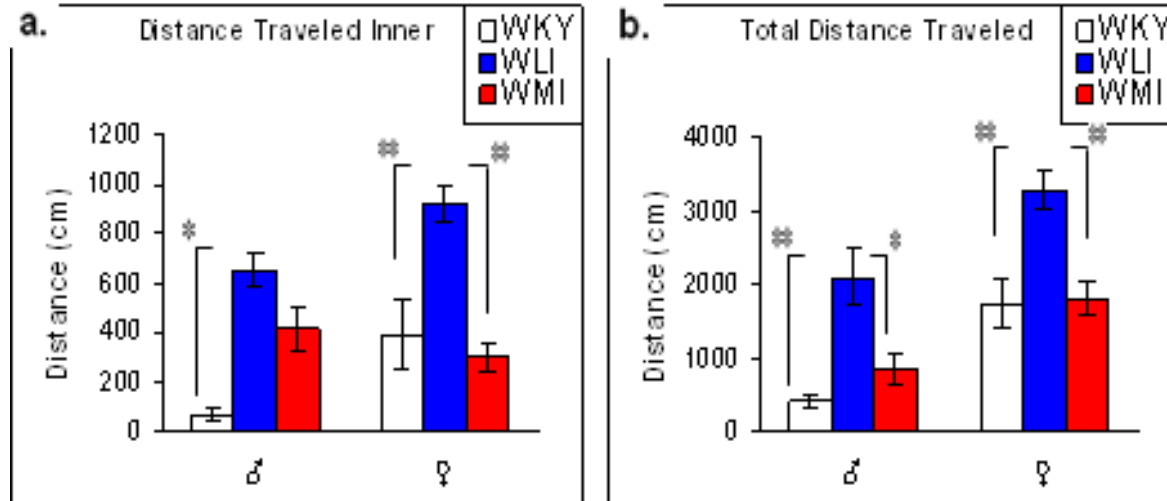 a.
Distance Traveled Inner
WKY
WLI
WMI
1200
1000
800
600
400
200
0
Distance (cm)
*
**
**
♂
♀
b.
Total Distance Traveled
WKY
WLI
WMI
4000
3000
2000
1000
0
Distance (cm)
**
*
**
**
♂
♀